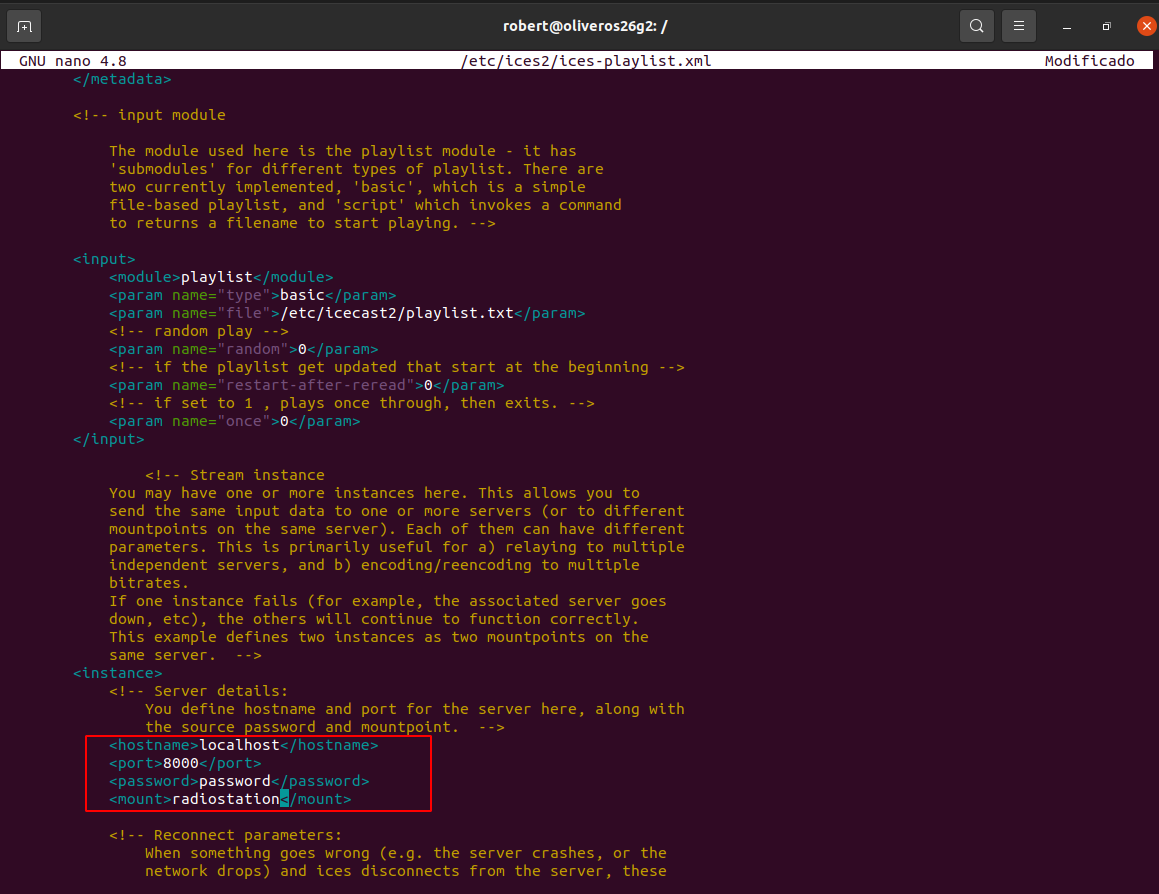 robert@oliveros26g2: /
GNU nano 4.8 /etc/ices2/ices-playlist.xml Modificado
</metadata>
<!-- input module
The module used here is the playlist module - it has
'submodules' for different types of playlist. There are
two currently implemented, 'basic', which is a simple
file-based playlist, and 'script' which invokes a command
to returns a filename to start playing. -->
<input>
<module>playlist</module>
<param name="type">basic</param>
<param name="file">/etc/icecast2/playlist.txt</param>
<!-- random play -->
<param name="random">0</param>
<!-- if the playlist get updated that start at the beginning -->
<param name="restart-after-reread">0</param>
<!-- if set to 1 , plays once through, then exits. -->
<param name="once">0</param>
</input>
<!-- Stream instance
You may have one or more instances here. This allows you to
send the same input data to one or more servers (or to different
mountpoints on the same server). Each of them can have different
parameters. This is primarily useful for a) relaying to multiple
independent servers, and b) encoding/reencoding to multiple
bitrates.
If one instance fails (for example, the associated server goes
down, etc), the others will continue to function correctly.
This example defines two instances as two mountpoints on the
same server.  -->
<instance>
<!-- Server details:
You define hostname and port for the server here, along with
the source password and mountpoint.  -->
<hostname>localhost</hostname>
<port>8000</port>
<password>password</password>
<mount>radiostation</mount>
<!-- Reconnect parameters:
When something goes wrong (e.g. the server crashes, or the
network drops) and ices disconnects from the server, these